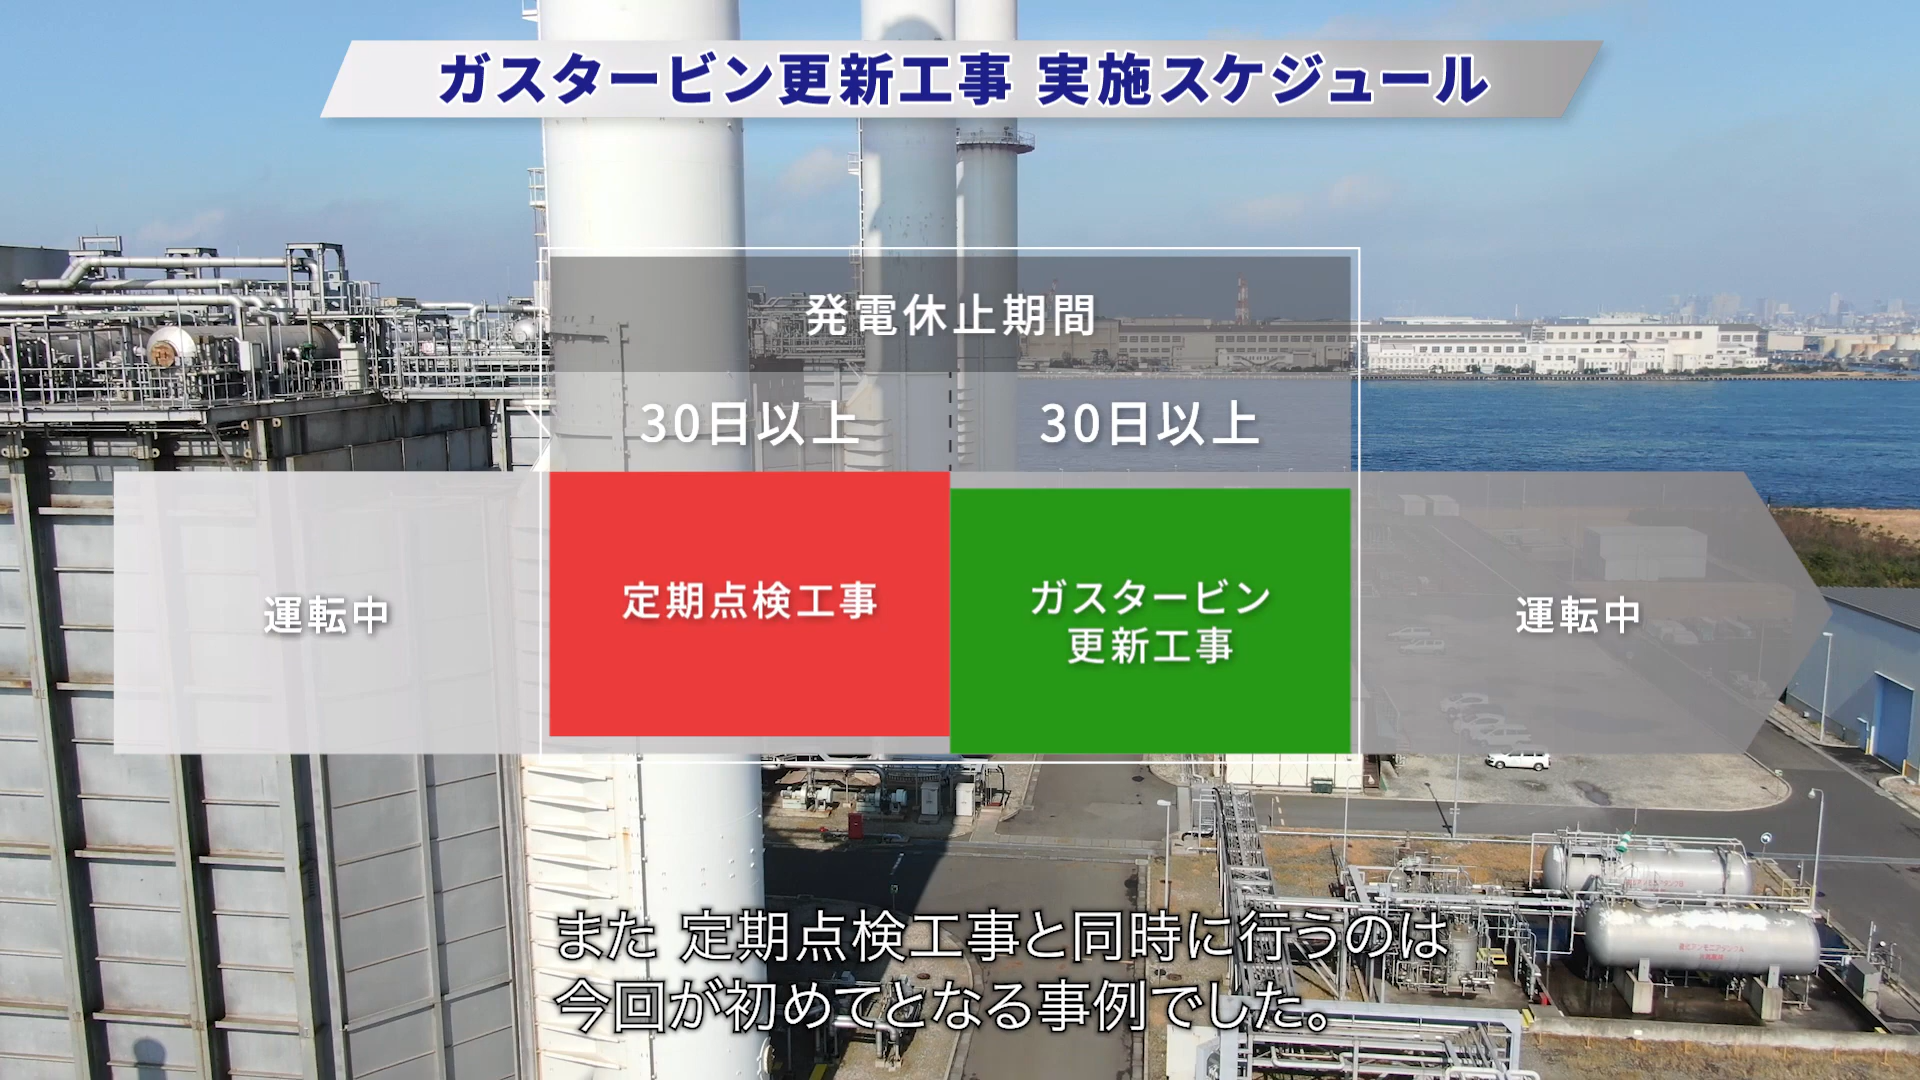 ガスタービン更新工事 実施スケジュール
発電休止期間
30日以上
30日以上
運転中
定期点検工事
ガスタービン
更新工事
運転中
また 定期点検工事と同時に行うのは
今回が初めてとなる事例でした。